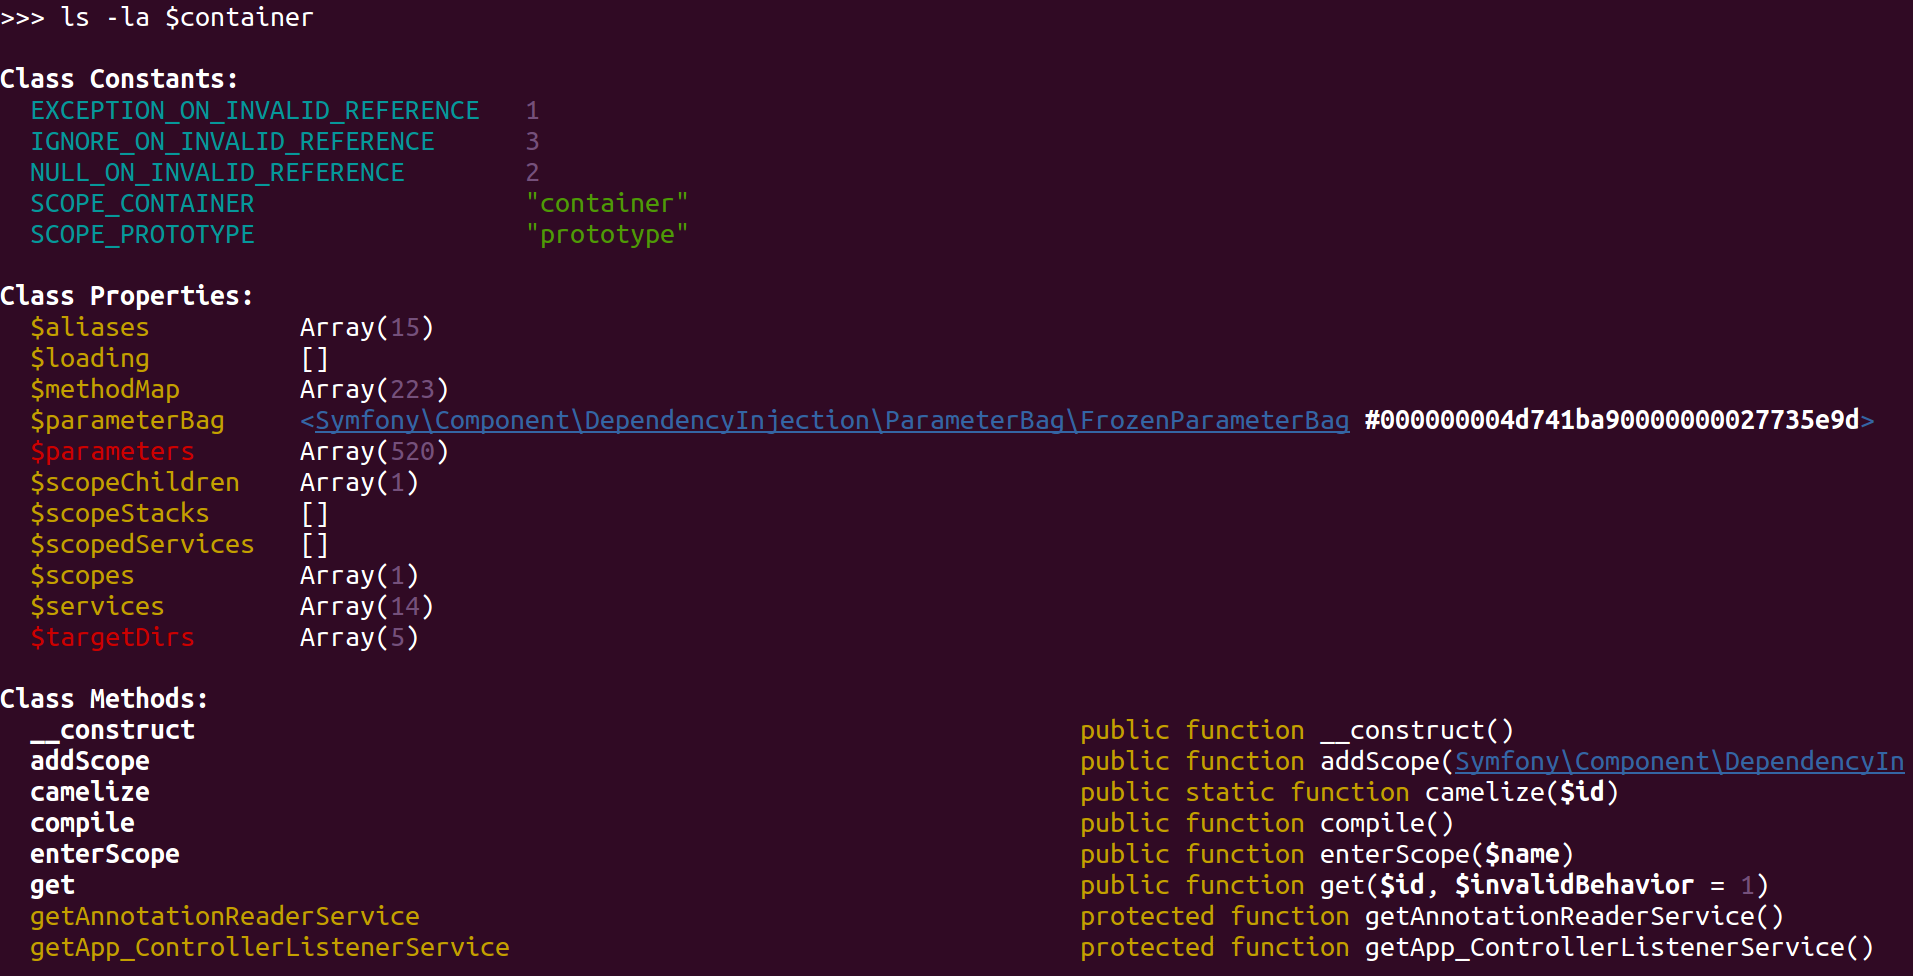 >>> ls -la $container
Class Constants:
EXCEPTION_ON_INVALID_REFERENCE 1
IGNORE_ON_INVALID_REFERENCE 3
NULL_ON_INVALID_REFERENCE 2
SCOPE_CONTAINER "container"
SCOPE_PROTOTYPE "prototype"
Class Properties:
$aliases Array(15)
$loading []
$methodMap Array(223)
$parameterBag <Symfony\Component\DependencyInjection\ParameterBag\FrozenParameterBag #000000004d741ba90000000027735e9d>
$parameters Array(520)
$scopeChildren Array(1)
$scopeStacks []
$scopedServices []
$scopes Array(1)
$services Array(14)
$targetDirs Array(5)
Class Methods:
__construct public function __construct()
addScope public function addScope(Symfony\Component\DependencyIn
camelize public static function camelize($id)
compile public function compile()
enterScope public function enterScope($name)
get public function get($id, $invalidBehavior = 1)
getAnnotationReaderService protected function getAnnotationReaderService()
getApp_ControllerListenerService protected function getApp_ControllerListenerService()